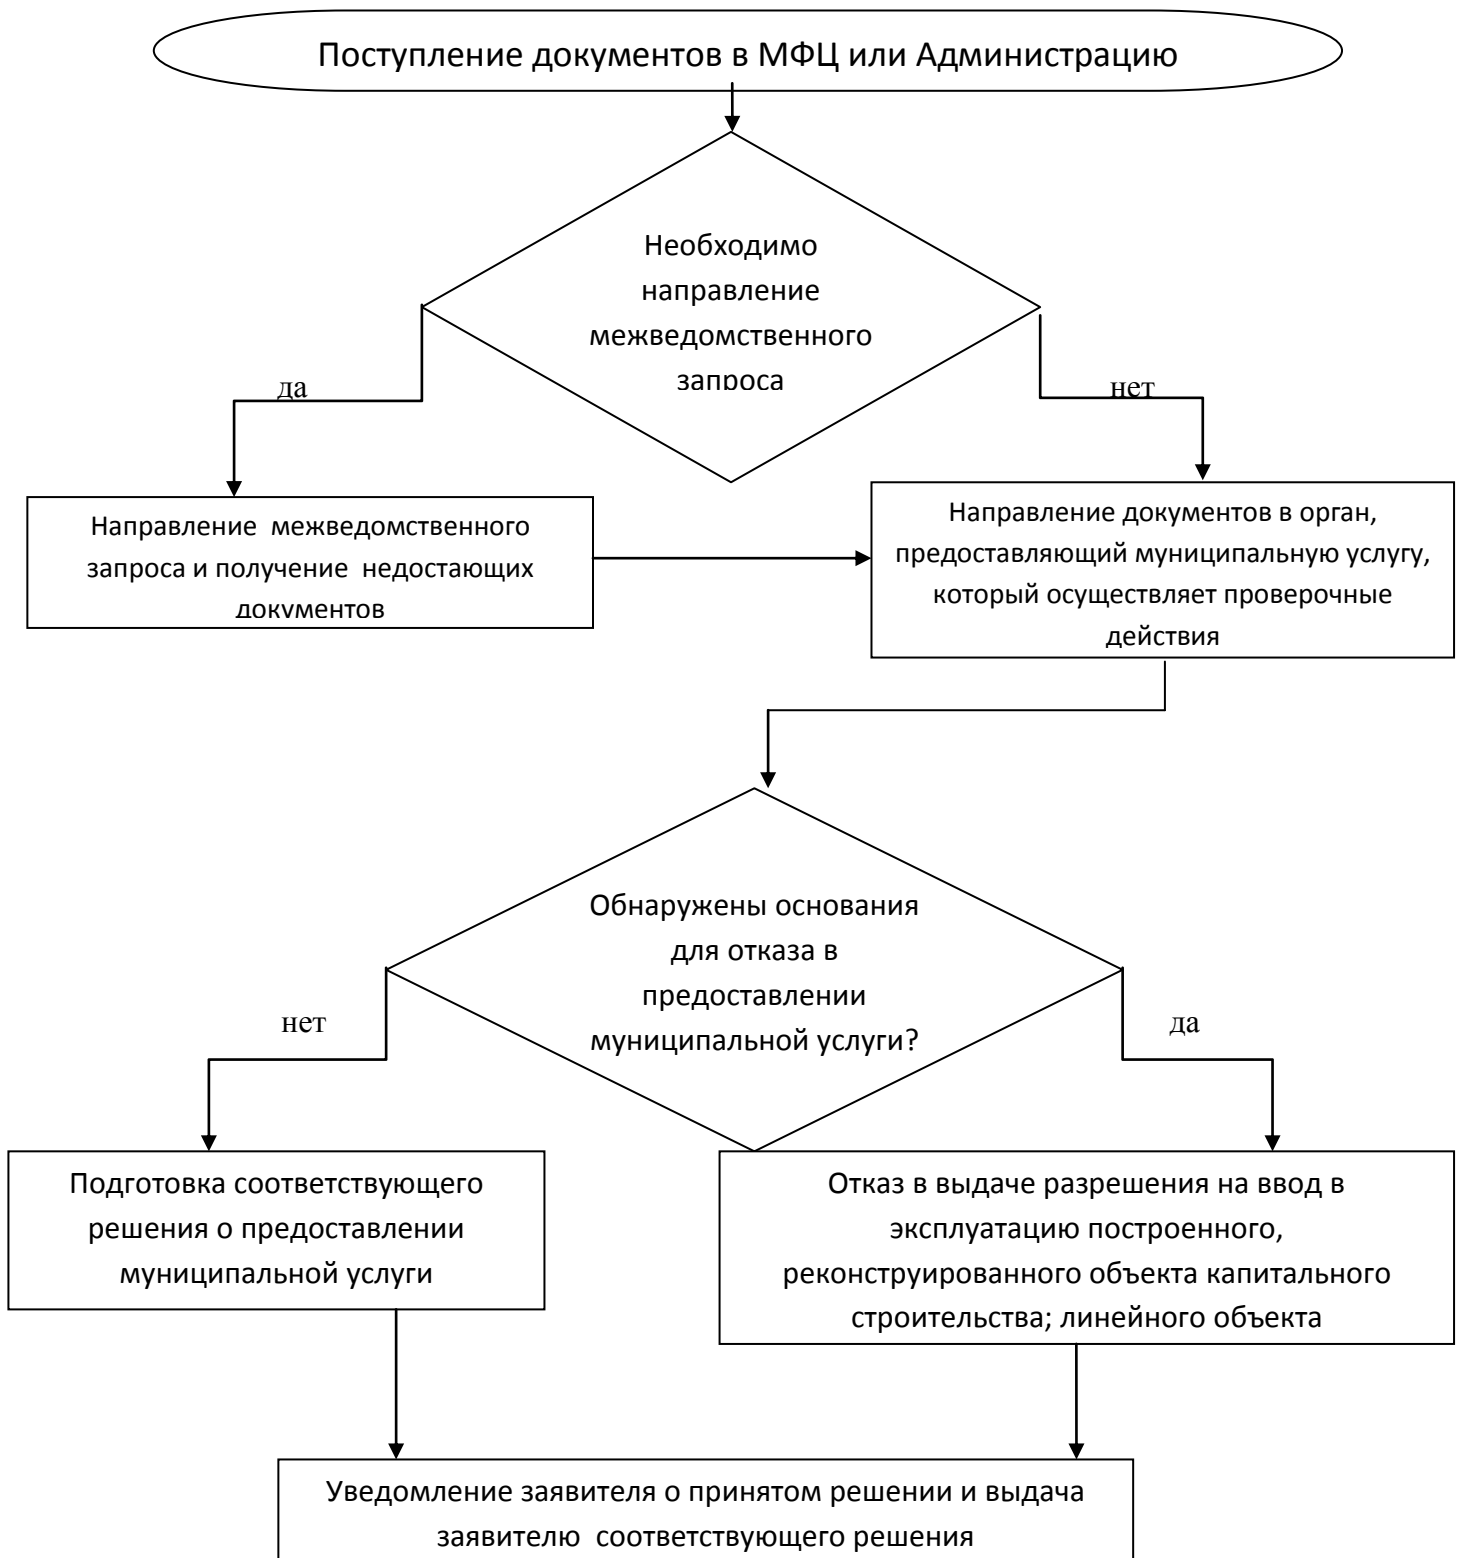 Поступление документов в МФЦ или Администрацию
Необходимо
направление
межведомственного
запроса
да
нет
Направление межведомственного
запроса и получение недостающих
документов
Направление документов в орган,
предоставляющий муниципальную услугу,
который осуществляет проверочные
действия
Обнаружены основания
для отказа в
предоставлении
муниципальной услуги?
нет
да
Подготовка соответствующего
решения о предоставлении
муниципальной услуги
Отказ в выдаче разрешения на ввод в
эксплуатацию построенного,
реконструированного объекта капитального
строительства; линейного объекта
Уведомление заявителя о принятом решении и выдача
заявителю соответствующего решения